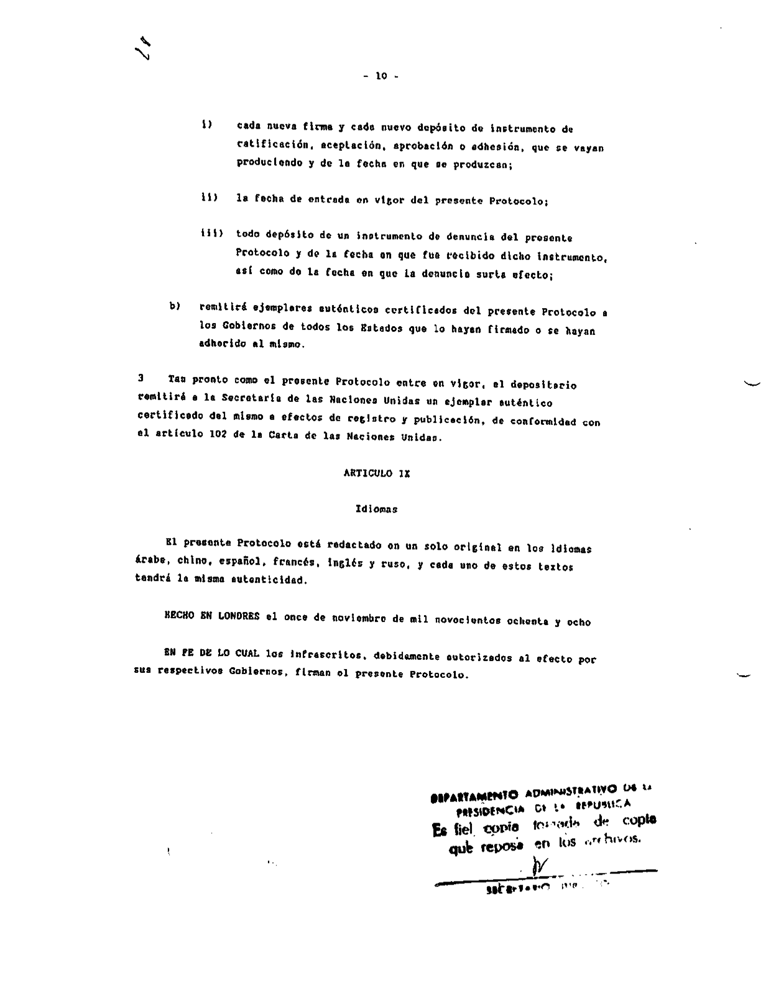 - 10 -
i) cada nueva firma y cada nuevo depósito de instrumento de
ratificación, aceptación, aprobación o adhesión, que se vayan
produciendo y de la fecha en que se produzcan;
ii) la fecha de entrada en vigor del presente Protocolo;
iii) todo depósito de un instrumento de denuncia del presente
Protocolo y de la fecha en que fue recibido dicho instrumento,
así como de la fecha en que la denuncia surta efecto;
b) remitirá ejemplares auténticos certificados del presente Protocolo a
los Gobiernos de todos los Estados que lo hayan firmado o se hayan
adherido al mismo.
3 Tan pronto como el presente Protocolo entre en vigor, el depositario
remitirá a la Secretaría de las Naciones Unidas un ejemplar auténtico
certificado del mismo a efectos de registro y publicación, de conformidad con
el artículo 102 de la Carta de las Naciones Unidas.
ARTICULO IX
Idiomas
El presente Protocolo está redactado en un solo original en los idiomas
árabe, chino, español, francés, inglés y ruso, y cada uno de estos textos
tendrá la misma autenticidad.
HECHO EN LONDRES el once de noviembre de mil novecientos ochenta y ocho
EN FE DE LO CUAL los infrascritos, debidamente autorizados al efecto por
sus respectivos Gobiernos, firman el presente Protocolo.
DEPARTAMENTO ADMINISTRATIVO DE LA
PRESIDENCIA DE LA REPUBLICA
Es fiel copia tomada de copia
que reposa en los archivos.